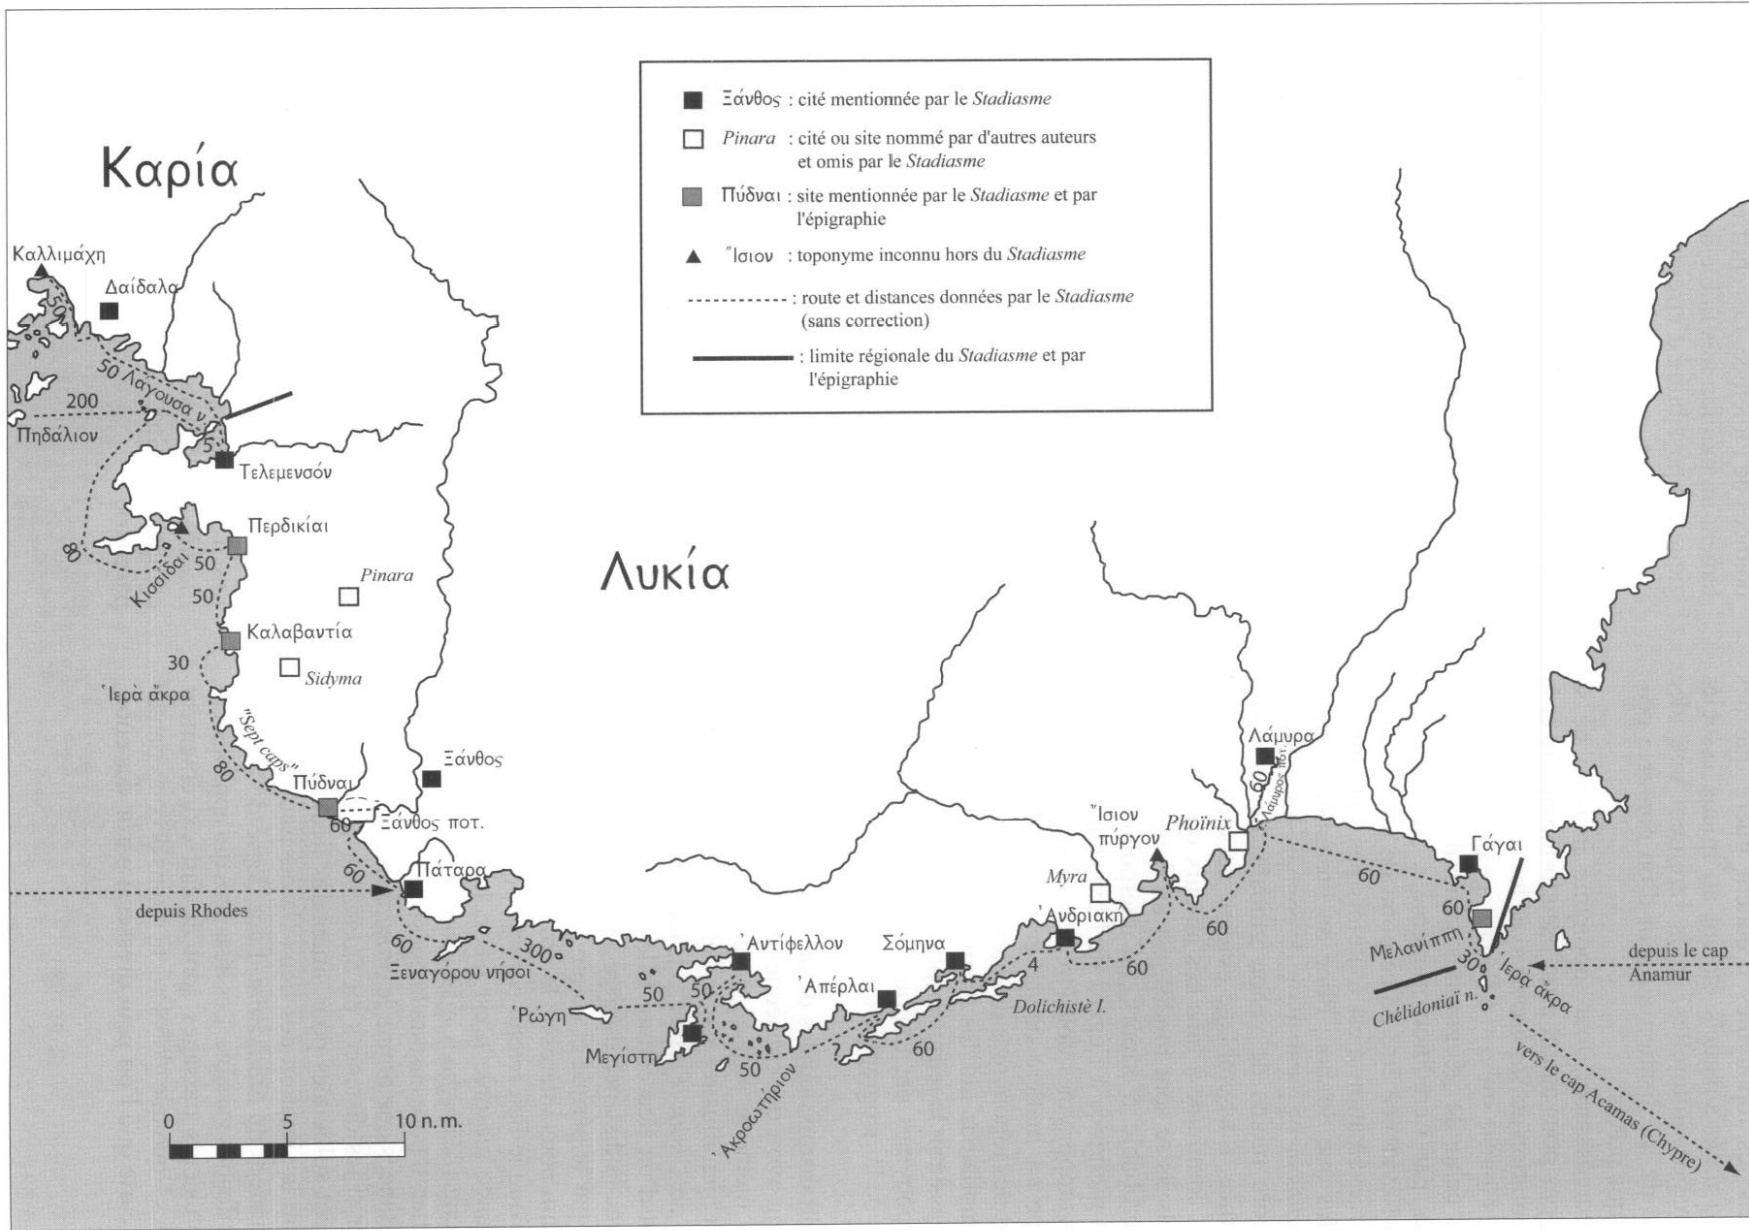 Ξάνθος : cité mentionnée par le Stadiasme
Pinara : cité ou site nommé par d'autres auteurs
et omis par le Stadiasme
Πύδναι : site mentionnée par le Stadiasme et par
l'épigraphie
Ἴσιον : toponyme inconnu hors du Stadiasme
: route et distances données par le Stadiasme
(sans correction)
: limite régionale du Stadiasme et par
l'épigraphie
Καρία
Καλλιμάχη
50
Δαίδαλα
50
Λάγουσα ν.
200
Πηδάλιον
5
Τελεμενσόν
Περδικίαι
80
Κισσίδαι
50
50
Pinara
Λυκία
Καλαβαντία
30
Sidyma
Ἱερὰ ἄκρα
"Sept caps"
80
Πύδναι
Ξάνθος
60
Ξάνθος ποτ.
60
Πάταρα
depuis Rhodes
60
300
Ξεναγόρου νήσοι
Ῥώγη
50
50
Ἀντίφελλον
Μεγίστη
50
Ἀκροωτήριον
Ἀπέρλαι
60
Σόμηνα
4
Dolichistè I.
Ἀνδριακή
Myra
60
Ἴσιον
πύργον
Phoïnix
60
Λάμυρα
60
Λάμυρος ποτ.
60
Γάγαι
60
Μελανίππη
30
Ἱερὰ ἄκρα
Chélidoniaï n.
depuis le cap
Anamur
vers le cap Acamas (Chypre)
0 5 10 n. m.